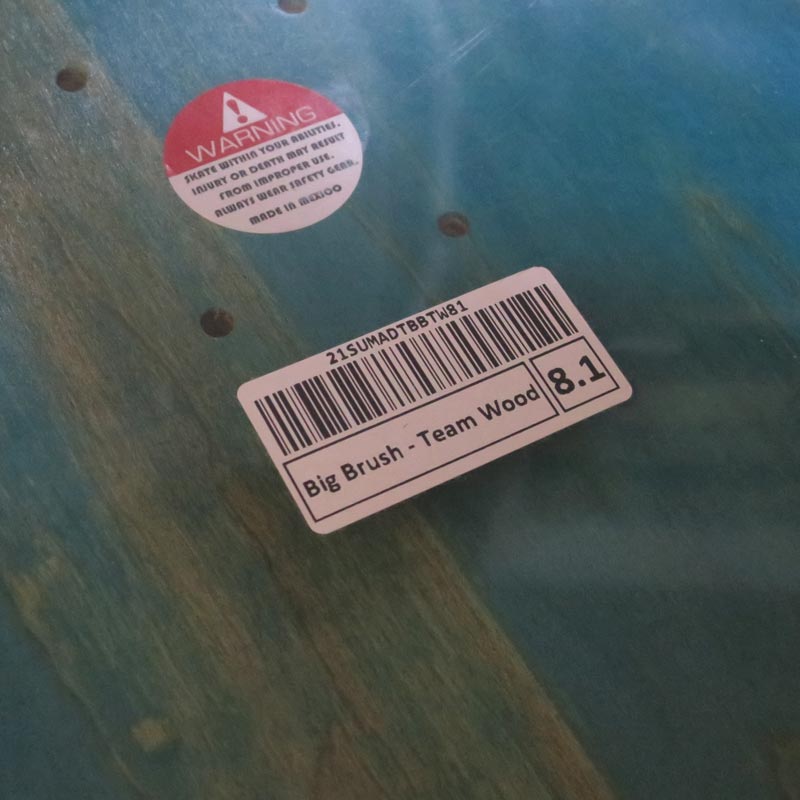 WARNING
SKATE WITHIN YOUR ABILITIES.
INJURY OR DEATH MAY RESULT
FROM IMPROPER USE.
ALWAYS WEAR SAFETY GEAR.
MADE IN MEXICO
21SUMADTBBTW81
Big Brush - Team Wood
8.1